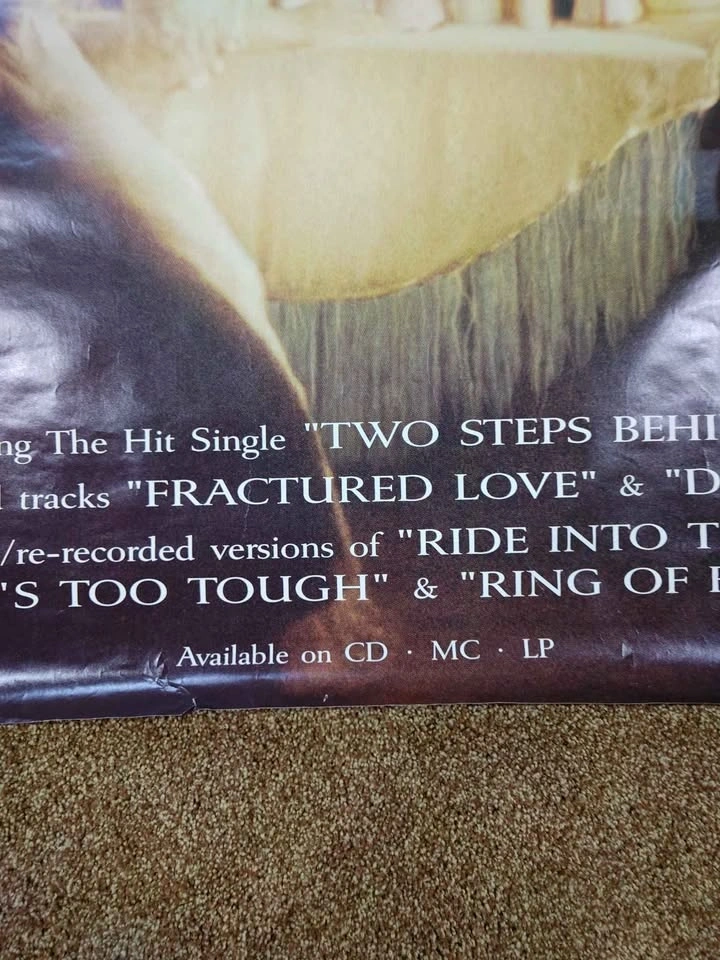 ng The Hit Single "TWO STEPS BEHI
tracks "FRACTURED LOVE" & "D
/re-recorded versions of "RIDE INTO T
'S TOO TOUGH" & "RING OF F
Available on CD · MC · LP